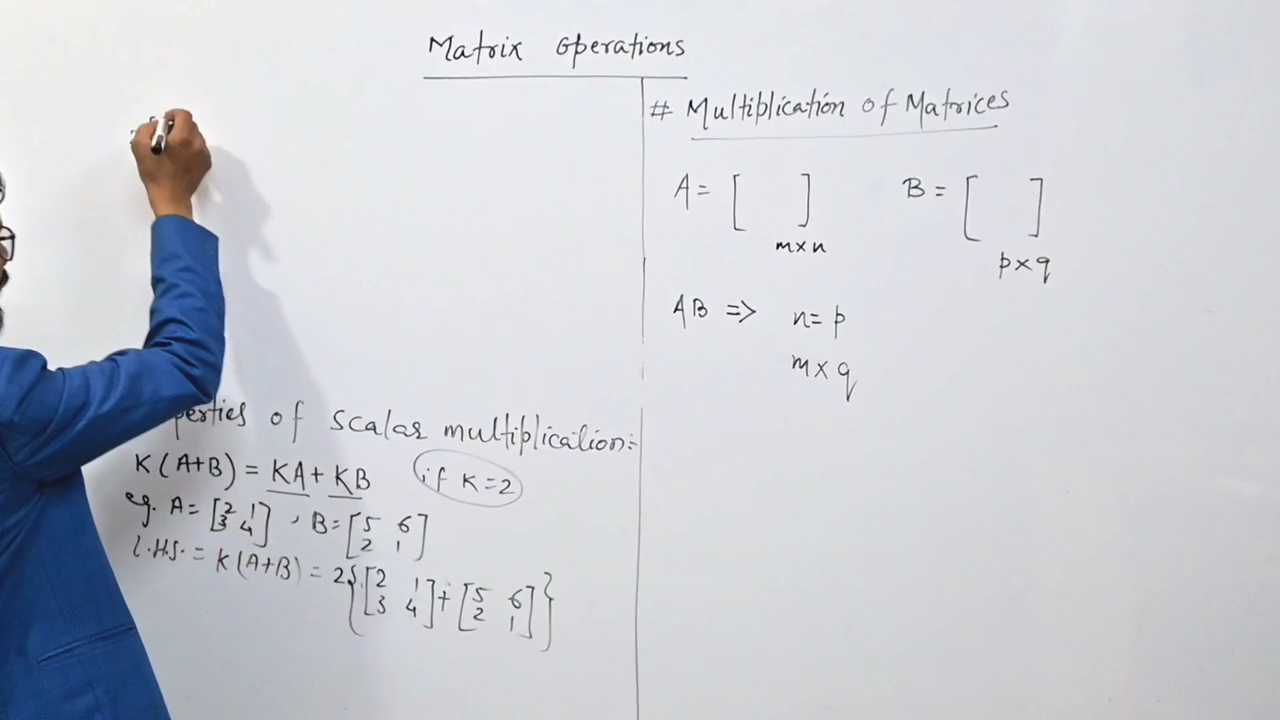 Matrix Operations
# Multiplication of Matrices
A = [ ] m×n B = [ ] p×q
AB => n = p
m × q
perties of scalar multiplication:-
K(A+B) = KA + KB if K = 2
eg. A = [2 1 3 4] , B = [5 6 2 1]
L.H.S. = K(A+B) = 2{[2 1 3 4] + [5 6 2 1]}